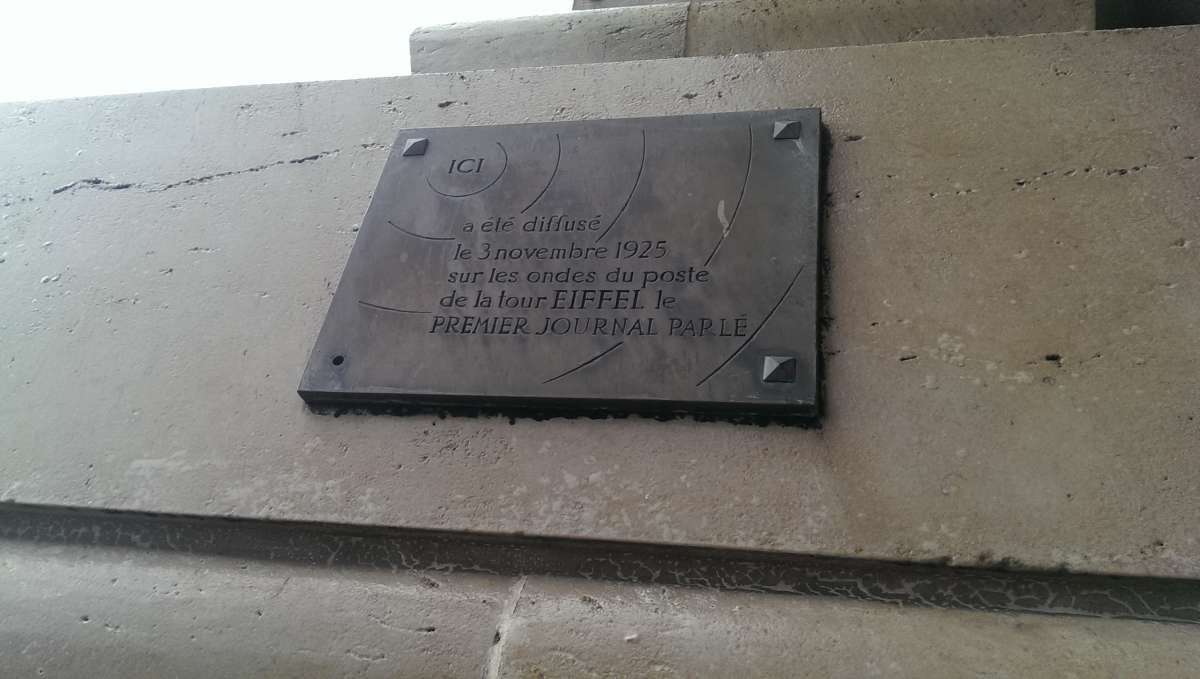 ICI
a été diffusé
le 3 novembre 1925
sur les ondes du poste
de la tour EIFFEL le
PREMIER JOURNAL PARLÉ